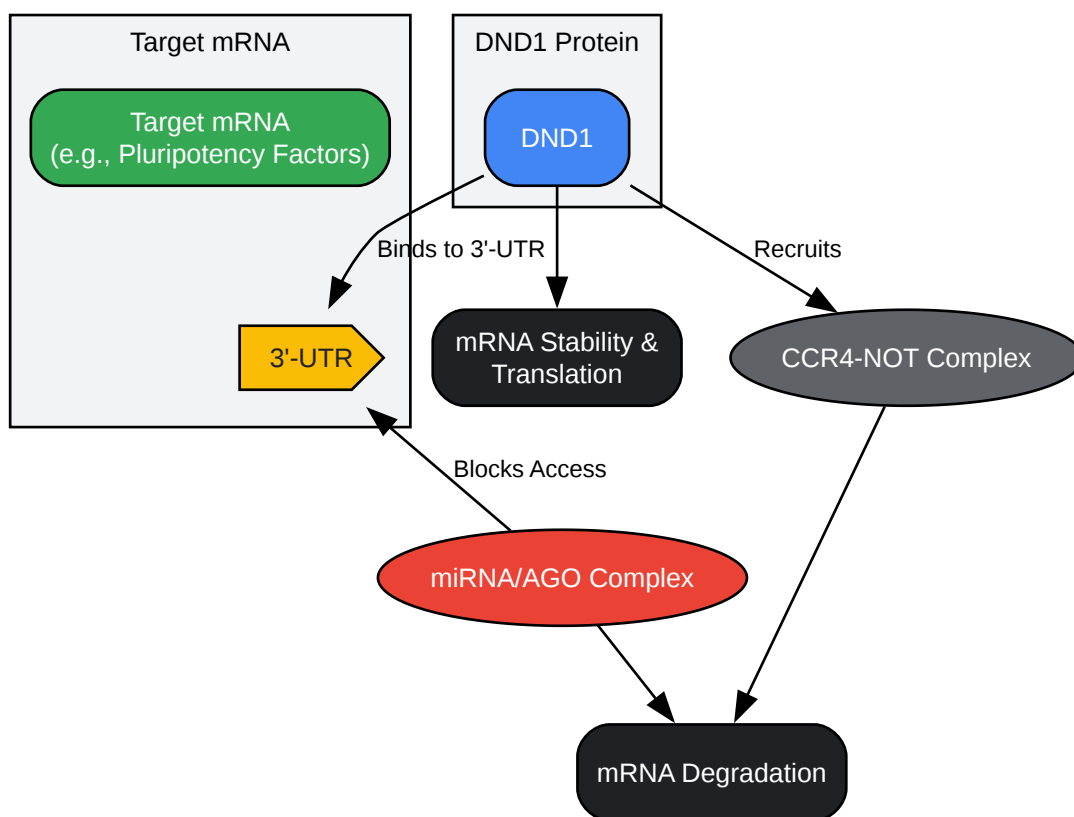 Target mRNA
DND1 Protein
Target mRNA
(e.g., Pluripotency Factors)
DND1
Binds to 3'-UTR
Recruits
3'-UTR
mRNA Stability &
Translation
CCR4-NOT Complex
Blocks Access
miRNA/AGO Complex
mRNA Degradation